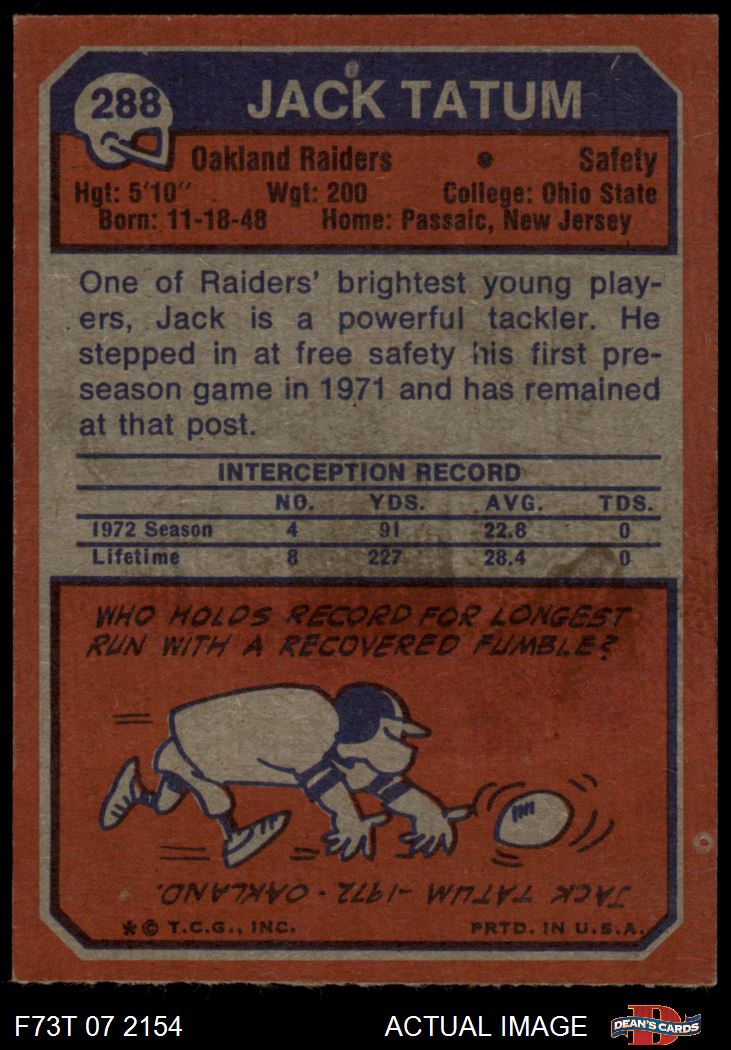 288
JACK TATUM
Oakland Raiders • Safety
Hgt: 5'10" Wgt: 200 College: Ohio State
Born: 11-18-48 Home: Passaic, New Jersey
One of Raiders' brightest young play-
ers, Jack is a powerful tackler. He
stepped in at free safety his first pre-
season game in 1971 and has remained
at that post.
INTERCEPTION RECORD
NO. YDS. AVG. TDS.
1972 Season 4 91 22.8 0
Lifetime 8 227 28.4 0
WHO HOLDS RECORD FOR LONGEST
RUN WITH A RECOVERED FUMBLE?
JACK TATUM -1972 - OAKLAND.
* © T.C.G., INC. PRTD. IN U.S.A.
F73T 07 2154 ACTUAL IMAGE
D
DEAN'S CARDS